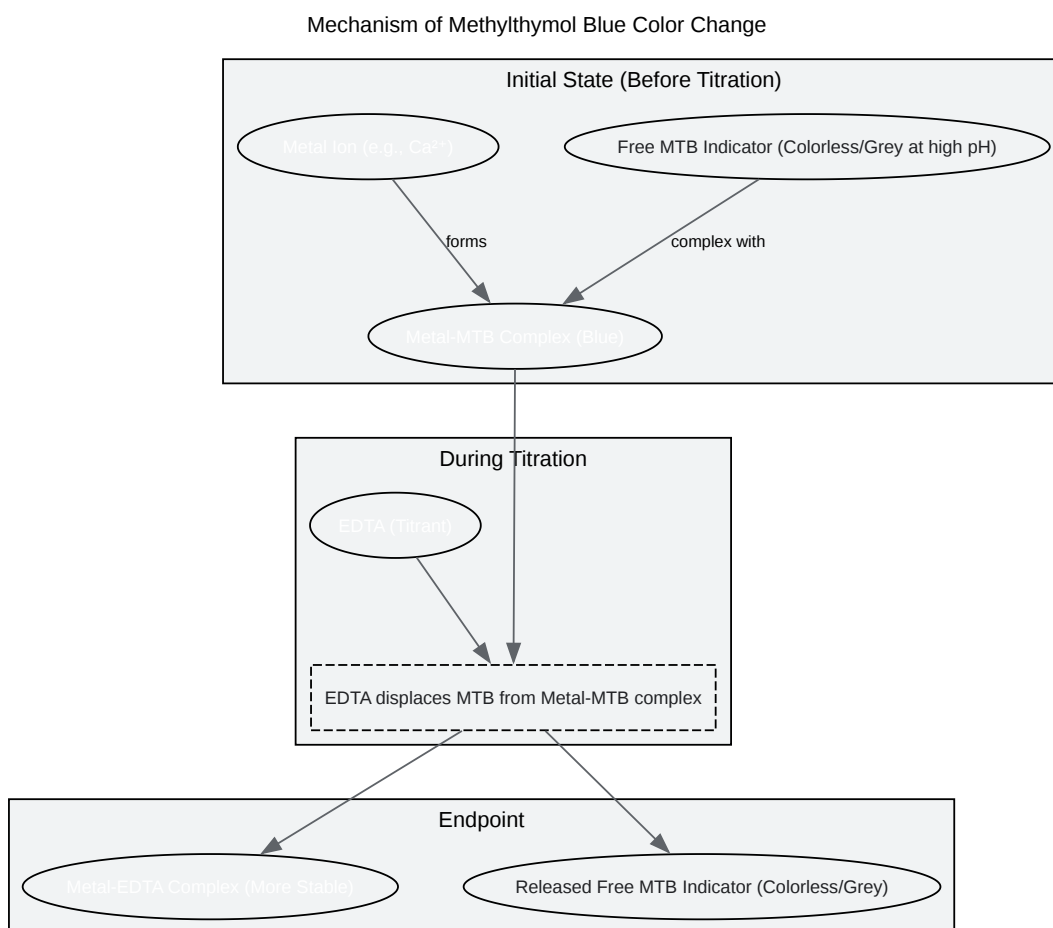 Mechanism of Methylthymol Blue Color Change
Initial State (Before Titration)
Metal Ion (e.g., Ca²⁺)
Free MTB Indicator (Colorless/Grey at high pH)
forms
complex with
Metal-MTB Complex (Blue)
During Titration
EDTA (Titrant)
EDTA displaces MTB from Metal-MTB complex
Endpoint
Metal-EDTA Complex (More Stable)
Released Free MTB Indicator (Colorless/Grey)